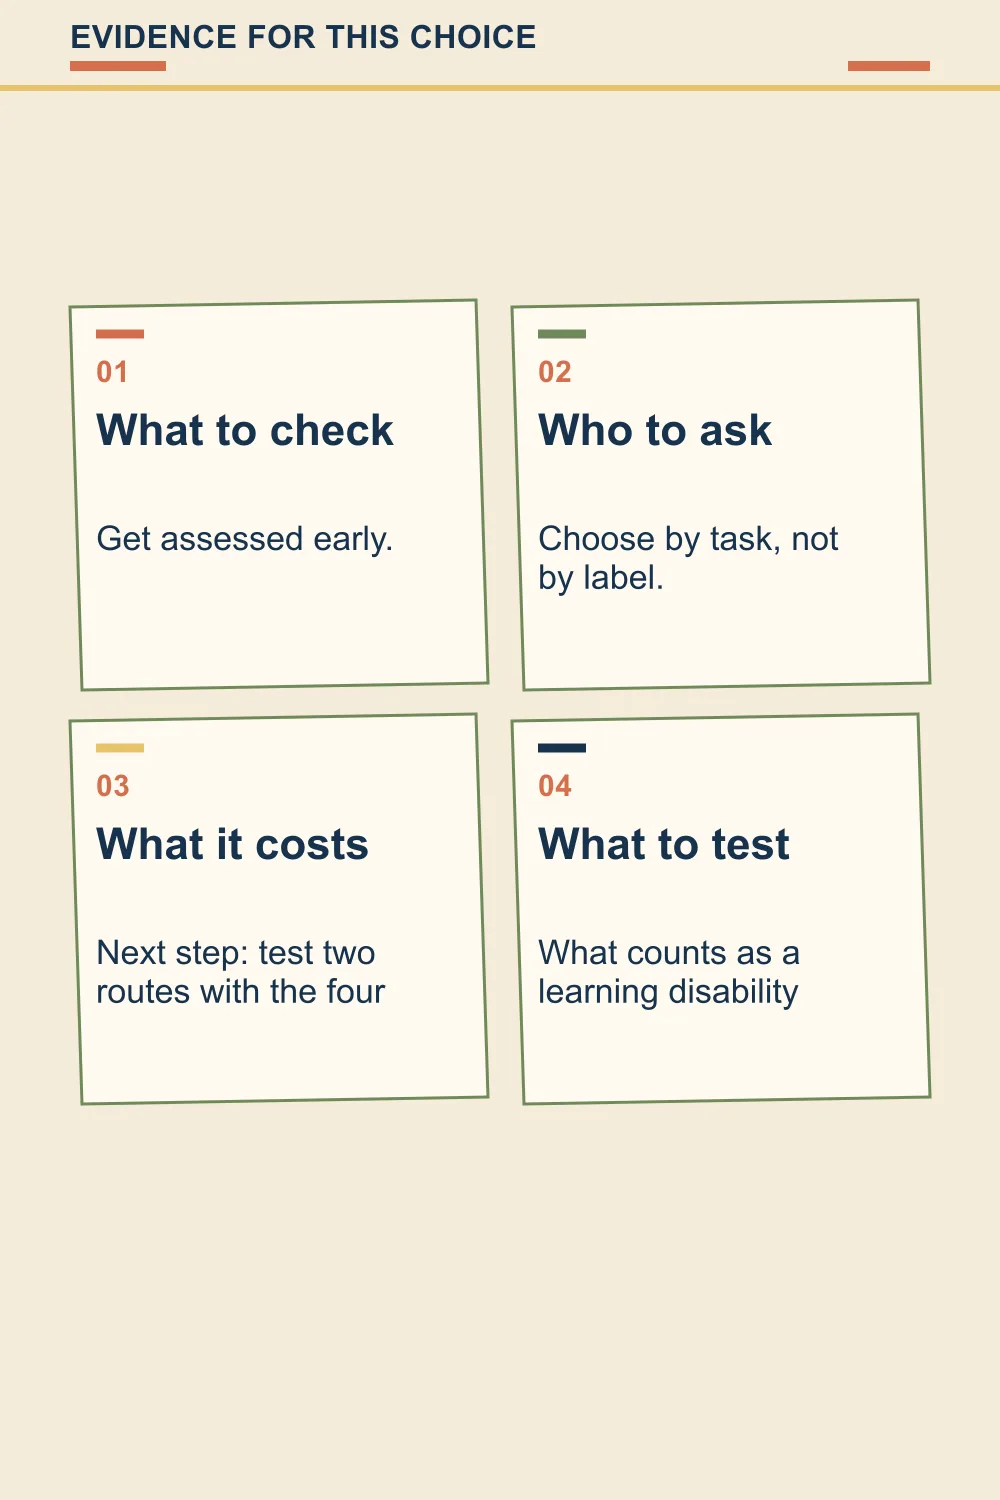 EVIDENCE FOR THIS CHOICE
01
What to check
Get assessed early.
02
Who to ask
Choose by task, not
by label.
03
What it costs
Next step: test two
routes with the four
04
What to test
What counts as a
learning disability